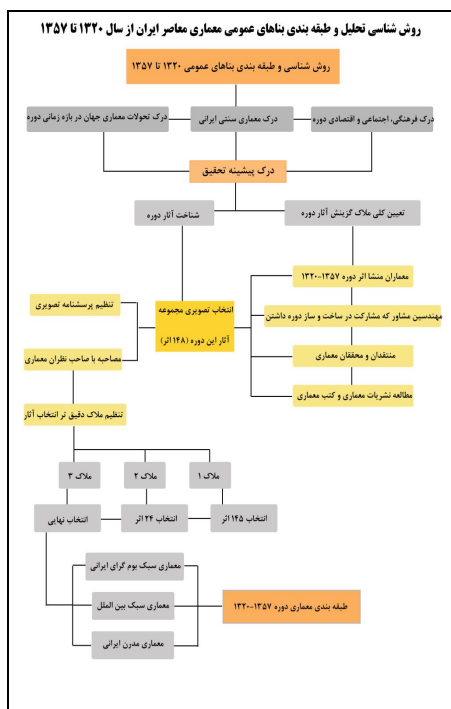 روش شناسی تحلیل و طبقه بندی بناهای عمومی معماری معاصر ایران از سال ۱۳۲۰ تا ۱۳۵۷
روش شناسی و طبقه بندی بناهای عمومی ۱۳۲۰ تا ۱۳۵۷
درک فرهنگی، اجتماعی و اقتصادی دوره
درک معماری سنتی ایرانی
درک تحولات معماری جهان در بازه زمانی دوره
درک پیشینه تحقیق
تعیین کلی ملاک گزینش آثار دوره
شناخت آثار دوره
معماران منشا اثر دوره ۱۳۵۷-۱۳۲۰
مهندسین مشاور که مشارکت در ساخت و ساز دوره داشتن
منتقدان و محققان معماری
مطالعه نشریات معماری و کتب معماری
انتخاب تصویری مجموعه
آثار این دوره (۱۴۸ اثر)
تنظیم پرسشنامه تصویری
مصاحبه با صاحب نظران معماری
تنظیم ملاک دقیق تر انتخاب آثار
ملاک ۱
ملاک ۲
ملاک ۳
انتخاب ۱۴۵ اثر
انتخاب ۲۴ اثر
انتخاب نهایی
معماری سبک بوم گرای ایرانی
معماری سبک بین الملل
معماری مدرن ایرانی
طبقه بندی معماری دوره ۱۳۵۷-۱۳۲۰